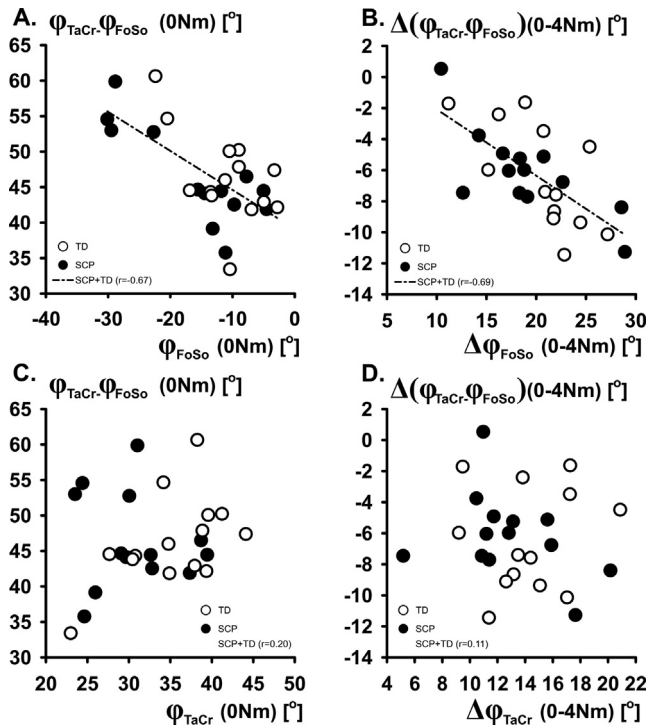 A. φTaCr-φFoSo (0Nm) [°]
65
60
55
50
45
40
35
30
TD
SCP
SCP+TD (r=-0.67)
-40 -30 -20 -10 0
φFoSo (0Nm) [°]
B. Δ(φTaCr-φFoSo)(0-4Nm) [°]
2
0
-2
-4
-6
-8
-10
-12
-14
TD
SCP
SCP+TD (r=-0.69)
5 10 15 20 25 30
ΔφFoSo (0-4Nm) [°]
C. φTaCr-φFoSo (0Nm) [°]
65
60
55
50
45
40
35
30
TD
SCP
SCP+TD (r=0.20)
20 30 40 50
φTaCr (0Nm) [°]
D. Δ(φTaCr-φFoSo)(0-4Nm) [°]
2
0
-2
-4
-6
-8
-10
-12
-14
TD
SCP
SCP+TD (r=0.11)
4 6 8 10 12 14 16 18 20 22
ΔφTaCr (0-4Nm) [°]